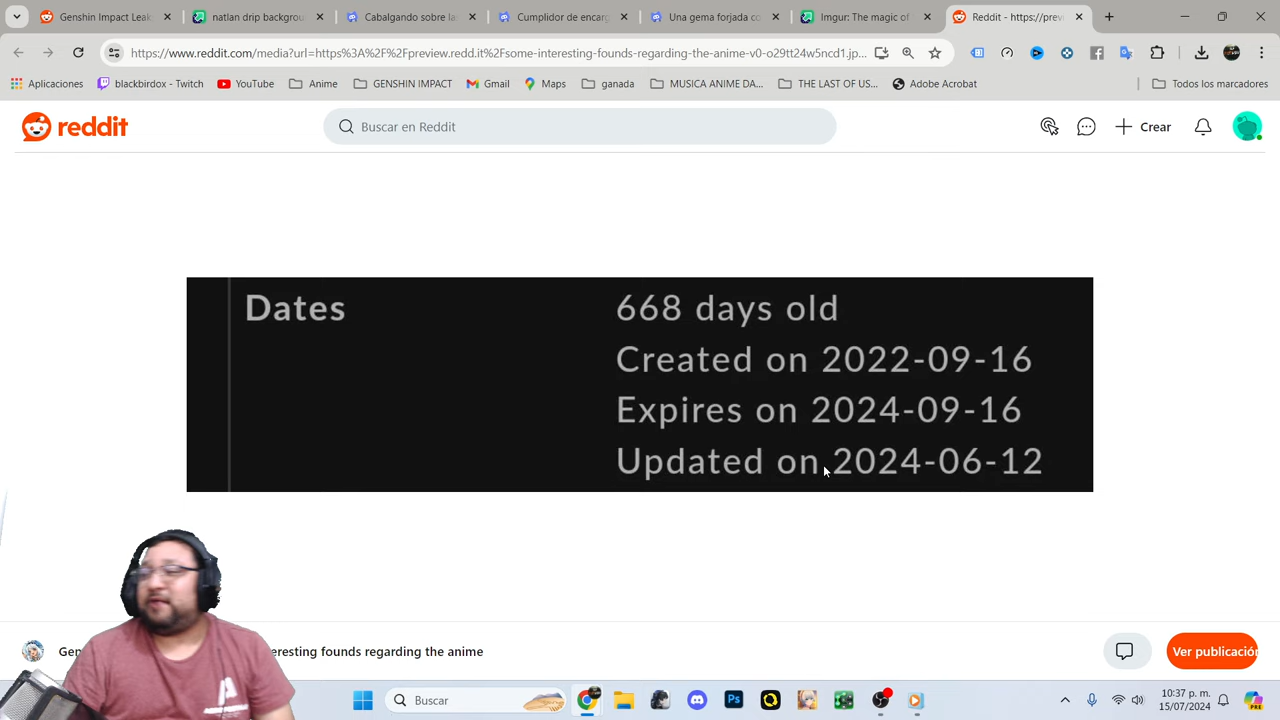 Genshin Impact Leak
natlan drip backgrou
Cabalgando sobre la
Cumplidor de encarg
Una gema forjada co
Imgur: The magic of
Reddit - https://prev
https://www.reddit.com/media?url=https%3A%2F%2Fpreview.redd.it%2Fsome-interesting-founds-regarding-the-anime-v0-o29tt24w5ncd1.jp...
Aplicaciones
blackbirdox - Twitch
YouTube
Anime
GENSHIN IMPACT
Gmail
Maps
ganada
MUSICA ANIME DA...
THE LAST OF US...
Adobe Acrobat
Todos los marcadores
reddit
Buscar en Reddit
Crear
Dates
668 days old
Created on 2022-09-16
Expires on 2024-09-16
Updated on 2024-06-12
Gen
eresting founds regarding the anime
Ver publicación
Buscar
10:37 p. m.
15/07/2024